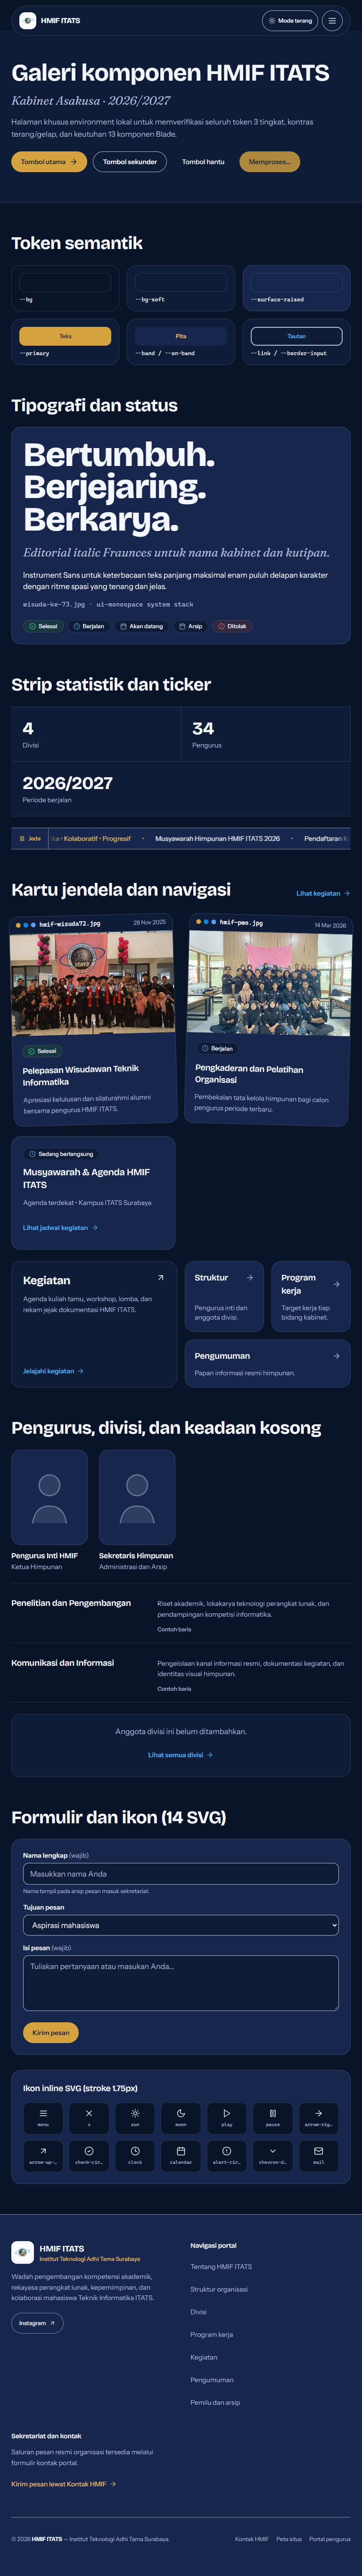 HMIF ITATS
Mode terang
Galeri komponen HMIF ITATS
Kabinet Asakusa · 2026/2027
Halaman khusus environment lokal untuk memverifikasi seluruh token 3 tingkat, kontras
terang/gelap, dan keutuhan 13 komponen Blade.
Tombol utama
Tombol sekunder
Tombol hantu
Memproses...
Token semantik
--bg
--bg-soft
--surface-raised
Teks
Pita
Tautan
--primary
--band / --on-band
--link / --border-input
Tipografi dan status
Bertumbuh.
Berjejaring.
Berkarya.
Editorial italic Fraunces untuk nama kabinet dan kutipan.
Instrument Sans untuk keterbacaan teks panjang maksimal enam puluh delapan karakter
dengan ritme spasi yang tenang dan jelas.
wisuda-ke-73.jpg · ui-monospace system stack
Selesai
Berjalan
Akan datang
Arsip
Ditolak
Strip statistik dan ticker
4
Divisi
34
Pengurus
2026/2027
Periode berjalan
Jeda
• Kolaboratif • Progresif
Musyawarah Himpunan HMIF ITATS 2026
Pendaftaran
Kartu jendela dan navigasi
Lihat kegiatan
hmif-wisuda72.jpg
28 Nov 2025
Selesai
Pelepasan Wisudawan Teknik
Informatika
Apresiasi kelulusan dan silaturahmi alumni
bersama pengurus HMIF ITATS.
hmif-pmo.jpg
14 Mar 2026
Berjalan
Pengkaderan dan Pelatihan
Organisasi
Pembekalan tata kelola himpunan bagi calon
pengurus periode terbaru.
Sedang berlangsung
Musyawarah & Agenda HMIF
ITATS
Agenda terdekat • Kampus ITATS Surabaya
Lihat jadwal kegiatan
Kegiatan
Agenda kuliah tamu, workshop, lomba, dan
rekam jejak dokumentasi HMIF ITATS.
Jelajahi kegiatan
Struktur
Pengurus inti dan
anggota divisi.
Program
kerja
Target kerja tiap
bidang kabinet.
Pengumuman
Papan informasi resmi himpunan.
Pengurus, divisi, dan keadaan kosong
Pengurus Inti HMIF
Ketua Himpunan
Sekretaris Himpunan
Administrasi dan Arsip
Penelitian dan Pengembangan
Riset akademik, lokakarya teknologi perangkat lunak, dan
pendampingan kompetisi informatika.
Contoh baris
Komunikasi dan Informasi
Pengelolaan kanal informasi resmi, dokumentasi kegiatan, dan
identitas visual himpunan.
Contoh baris
Anggota divisi ini belum ditambahkan.
Lihat semua divisi
Formulir dan ikon (14 SVG)
Nama lengkap (wajib)
Masukkan nama Anda
Nama tampil pada arsip pesan masuk sekretariat.
Tujuan pesan
Aspirasi mahasiswa
Isi pesan (wajib)
Tuliskan pertanyaan atau masukan Anda...
Kirim pesan
Ikon inline SVG (stroke 1.75px)
menu
x
sun
moon
play
pause
arrow-rig…
arrow-up-…
check-cir…
clock
calendar
alert-cir…
chevron-d…
mail
HMIF ITATS
Institut Teknologi Adhi Tama Surabaya
Wadah pengembangan kompetensi akademik,
rekayasa perangkat lunak, kepemimpinan, dan
kolaborasi mahasiswa Teknik Informatika ITATS.
Instagram
Navigasi portal
Tentang HMIF ITATS
Struktur organisasi
Divisi
Program kerja
Kegiatan
Pengumuman
Pemilu dan arsip
Sekretariat dan kontak
Saluran pesan resmi organisasi tersedia melalui
formulir kontak portal.
Kirim pesan lewat Kontak HMIF
© 2026 HMIF ITATS — Institut Teknologi Adhi Tama Surabaya.
Kontak HMIF
Peta situs
Portal pengurus